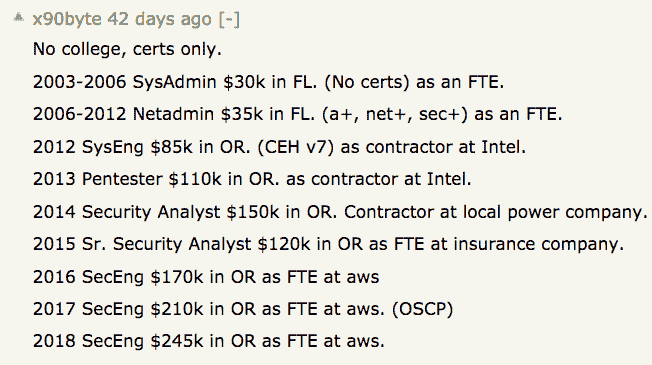 x90byte 42 days ago [-]
No college, certs only.
2003-2006 SysAdmin $30k in FL. (No certs) as an FTE.
2006-2012 Netadmin $35k in FL. (a+, net+, sec+) as an FTE.
2012 SysEng $85k in OR. (CEH v7) as contractor at Intel.
2013 Pentester $110k in OR. as contractor at Intel.
2014 Security Analyst $150k in OR. Contractor at local power company.
2015 Sr. Security Analyst $120k in OR as FTE at insurance company.
2016 SecEng $170k in OR as FTE at aws
2017 SecEng $210k in OR as FTE at aws. (OSCP)
2018 SecEng $245k in OR as FTE at aws.